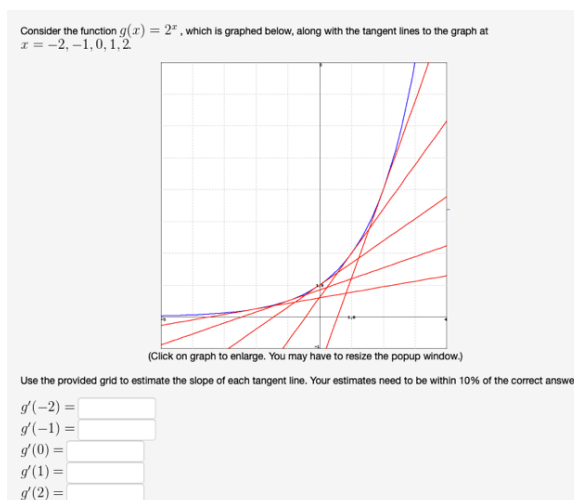 Consider the function g(x) = 2ˣ , which is graphed below, along with the tangent lines to the graph at
x = −2, −1, 0, 1, 2.
(Click on graph to enlarge. You may have to resize the popup window.)
Use the provided grid to estimate the slope of each tangent line. Your estimates need to be within 10% of the correct answe
g′(−2) =
g′(−1) =
g′(0) =
g′(1) =
g′(2) =